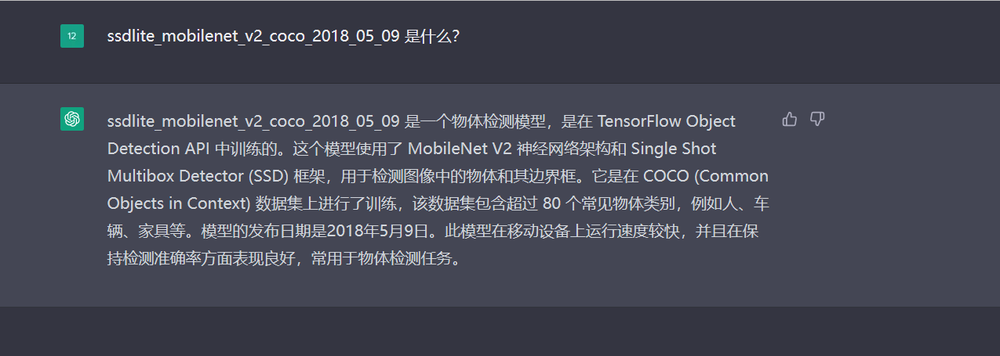 12
ssdlite_mobilenet_v2_coco_2018_05_09 是什么?
ssdlite_mobilenet_v2_coco_2018_05_09 是一个物体检测模型，是在 TensorFlow Object
Detection API 中训练的。这个模型使用了 MobileNet V2 神经网络架构和 Single Shot
Multibox Detector (SSD) 框架，用于检测图像中的物体和其边界框。它是在 COCO (Common
Objects in Context) 数据集上进行了训练，该数据集包含超过 80 个常见物体类别，例如人、车
辆、家具等。模型的发布日期是2018年5月9日。此模型在移动设备上运行速度较快，并且在保
持检测准确率方面表现良好，常用于物体检测任务。